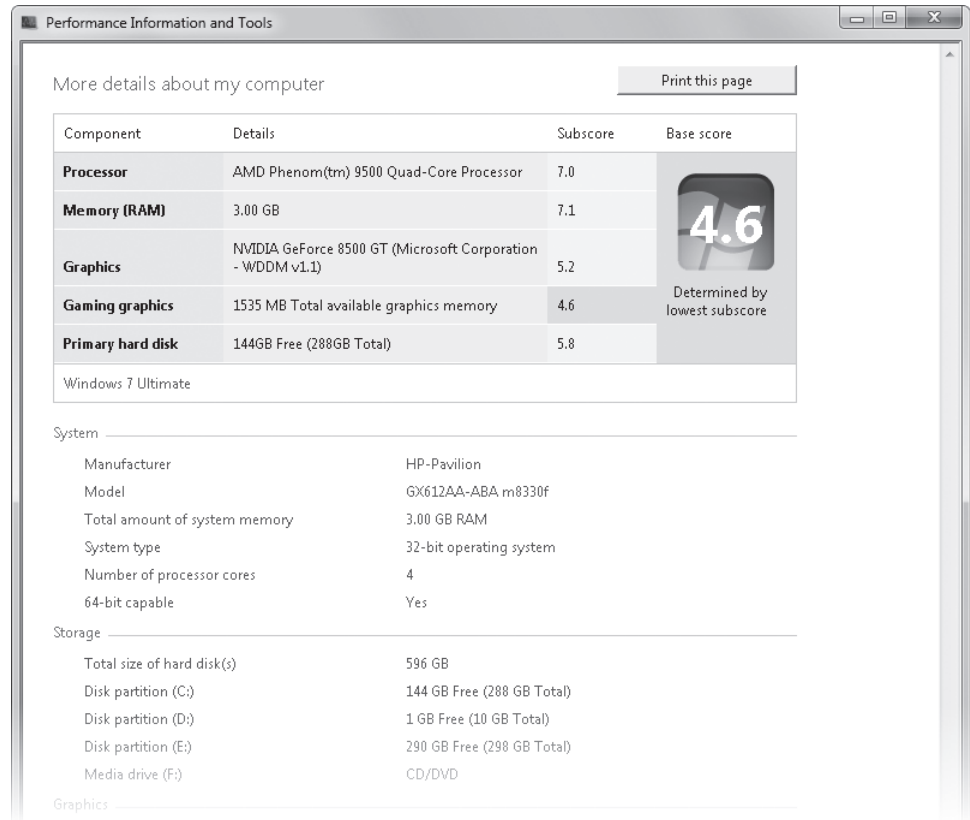 Performance Information and Tools
More details about my computer
Print this page
Component Details Subscore Base score
Processor AMD Phenom(tm) 9500 Quad-Core Processor 7.0
Memory (RAM) 3.00 GB 7.1
Graphics NVIDIA GeForce 8500 GT (Microsoft Corporation - WDDM v1.1) 5.2
4.6
Determined by
lowest subscore
Gaming graphics 1535 MB Total available graphics memory 4.6
Primary hard disk 144GB Free (288GB Total) 5.8
Windows 7 Ultimate
System
Manufacturer HP-Pavilion
Model GX612AA-ABA m8330f
Total amount of system memory 3.00 GB RAM
System type 32-bit operating system
Number of processor cores 4
64-bit capable Yes
Storage
Total size of hard disk(s) 596 GB
Disk partition (C:) 144 GB Free (288 GB Total)
Disk partition (D:) 1 GB Free (10 GB Total)
Disk partition (E:) 290 GB Free (298 GB Total)
Media drive (F:) CD/DVD
Graphics